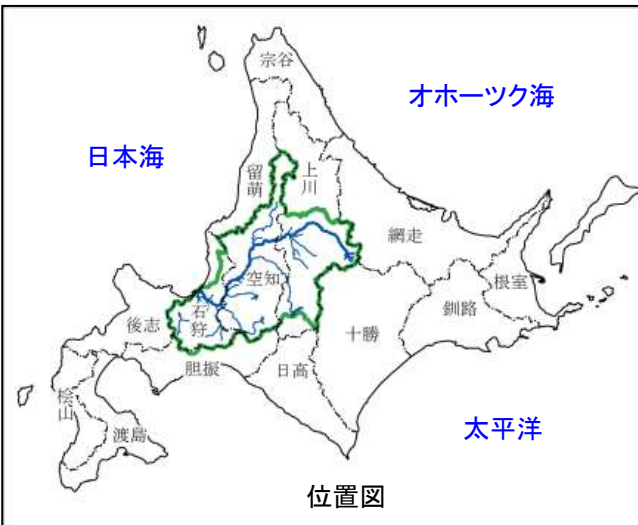 宗谷
オホーツク海
日本海
留萌
上川
網走
根室
空知
釧路
石狩
後志
十勝
胆振
日高
桧山
渡島
太平洋
位置図